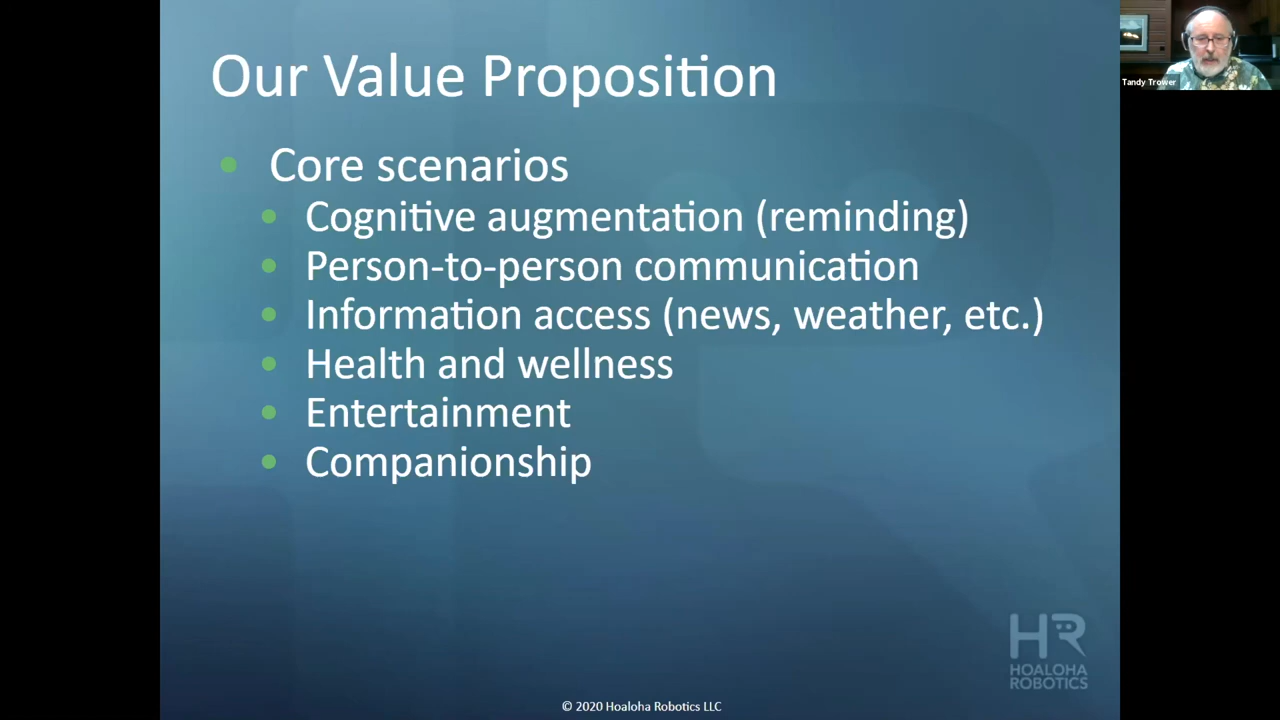 Our Value Proposition
Core scenarios
Cognitive augmentation (reminding)
Person-to-person communication
Information access (news, weather, etc.)
Health and wellness
Entertainment
Companionship
HR
HOALOHA
ROBOTICS
© 2020 Hoaloha Robotics LLC
Tandy Trower